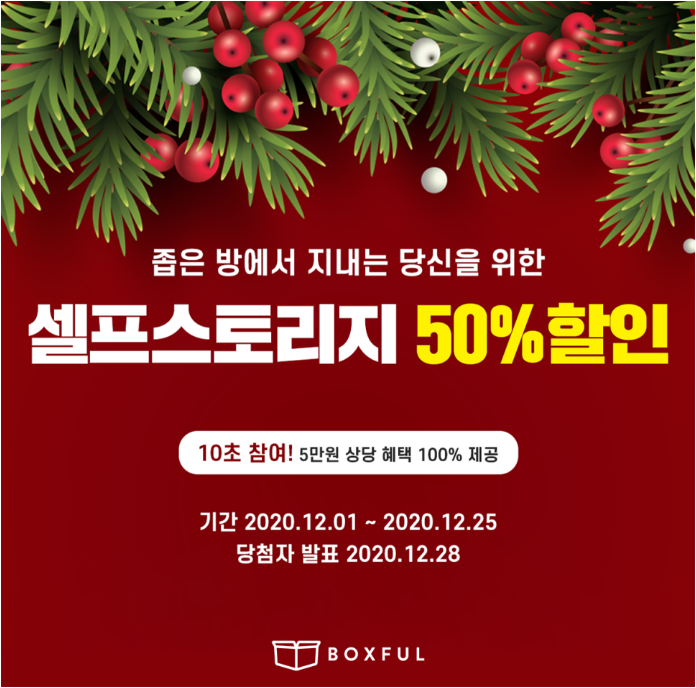 좁은 방에서 지내는 당신을 위한
셀프스토리지 50%할인
10초 참여! 5만원 상당 혜택 100% 제공
기간 2020.12.01 ~ 2020.12.25
당첨자 발표 2020.12.28
BOXFUL